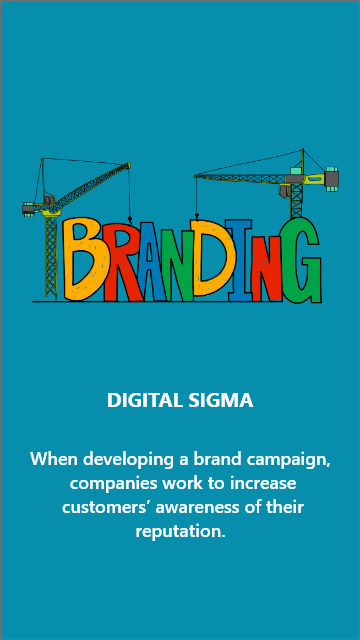 BRANDING
DIGITAL SIGMA
When developing a brand campaign,
companies work to increase
customers’ awareness of their
reputation.